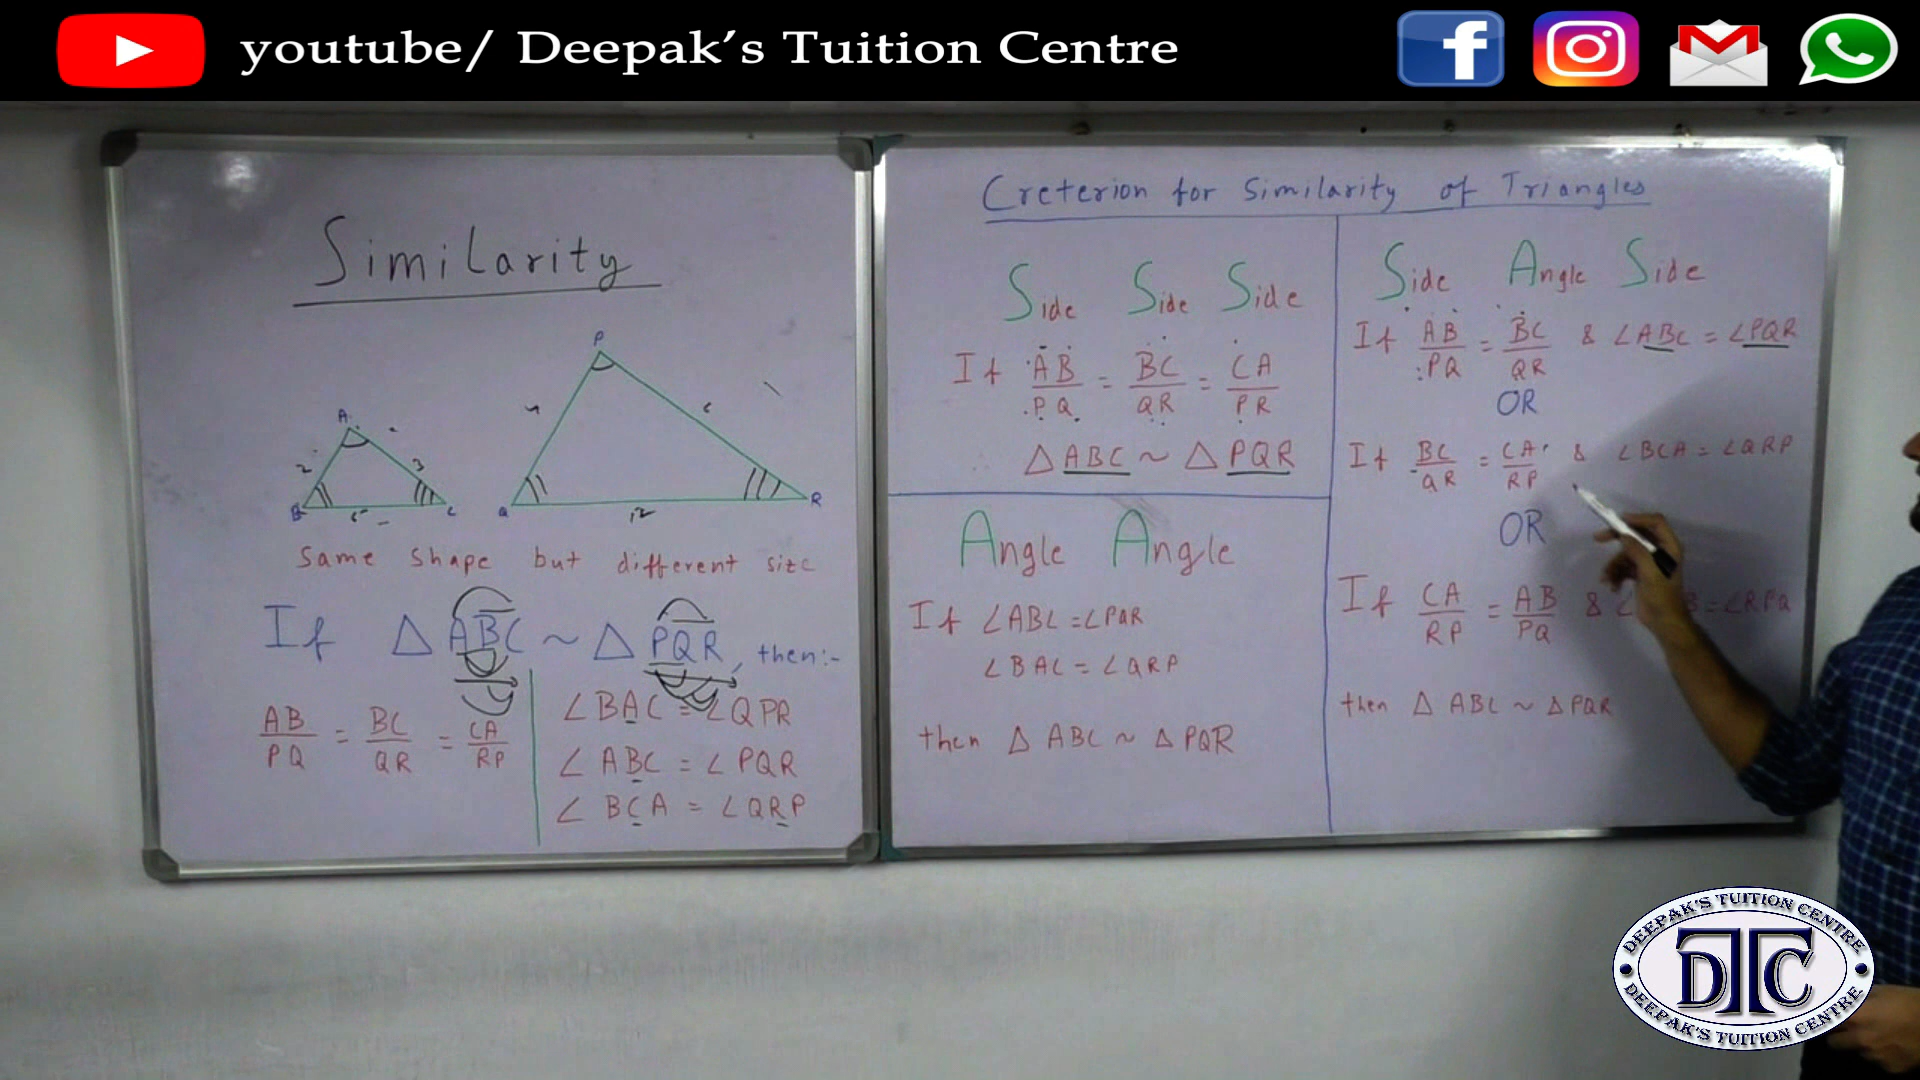 youtube/ Deepak's Tuition Centre
Similarity
P
A
B
C
Q
R
2
3
12
Same shape but different size
If △ ABC ~ △ PQR, then:-
AB/PQ = BC/QR = CA/RP
∠BAC = ∠QPR
∠ABC = ∠PQR
∠BCA = ∠QRP
Creterion for Similarity of Triangles
Side Side Side
If AB/PQ = BC/QR = CA/PR
△ ABC ~ △ PQR
Angle Angle
If ∠ABC = ∠PQR
∠BAC = ∠QRP
then △ ABC ~ △ PQR
Side Angle Side
If AB/PQ = BC/QR & ∠ABC = ∠PQR
OR
If BC/QR = CA/RP & ∠BCA = ∠QRP
OR
If CA/RP = AB/PQ & ∠ B = ∠RPQ
then △ ABC ~ △ PQR
DEEPAK'S TUITION CENTRE
DTC
DEEPAK'S TUITION CENTRE